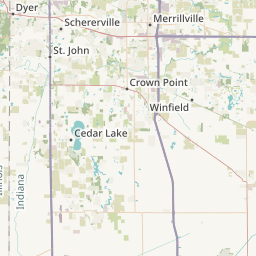 Dyer
Merrillville
Schererville
St. John
Crown Point
Winfield
Cedar Lake
Illinois
Indiana